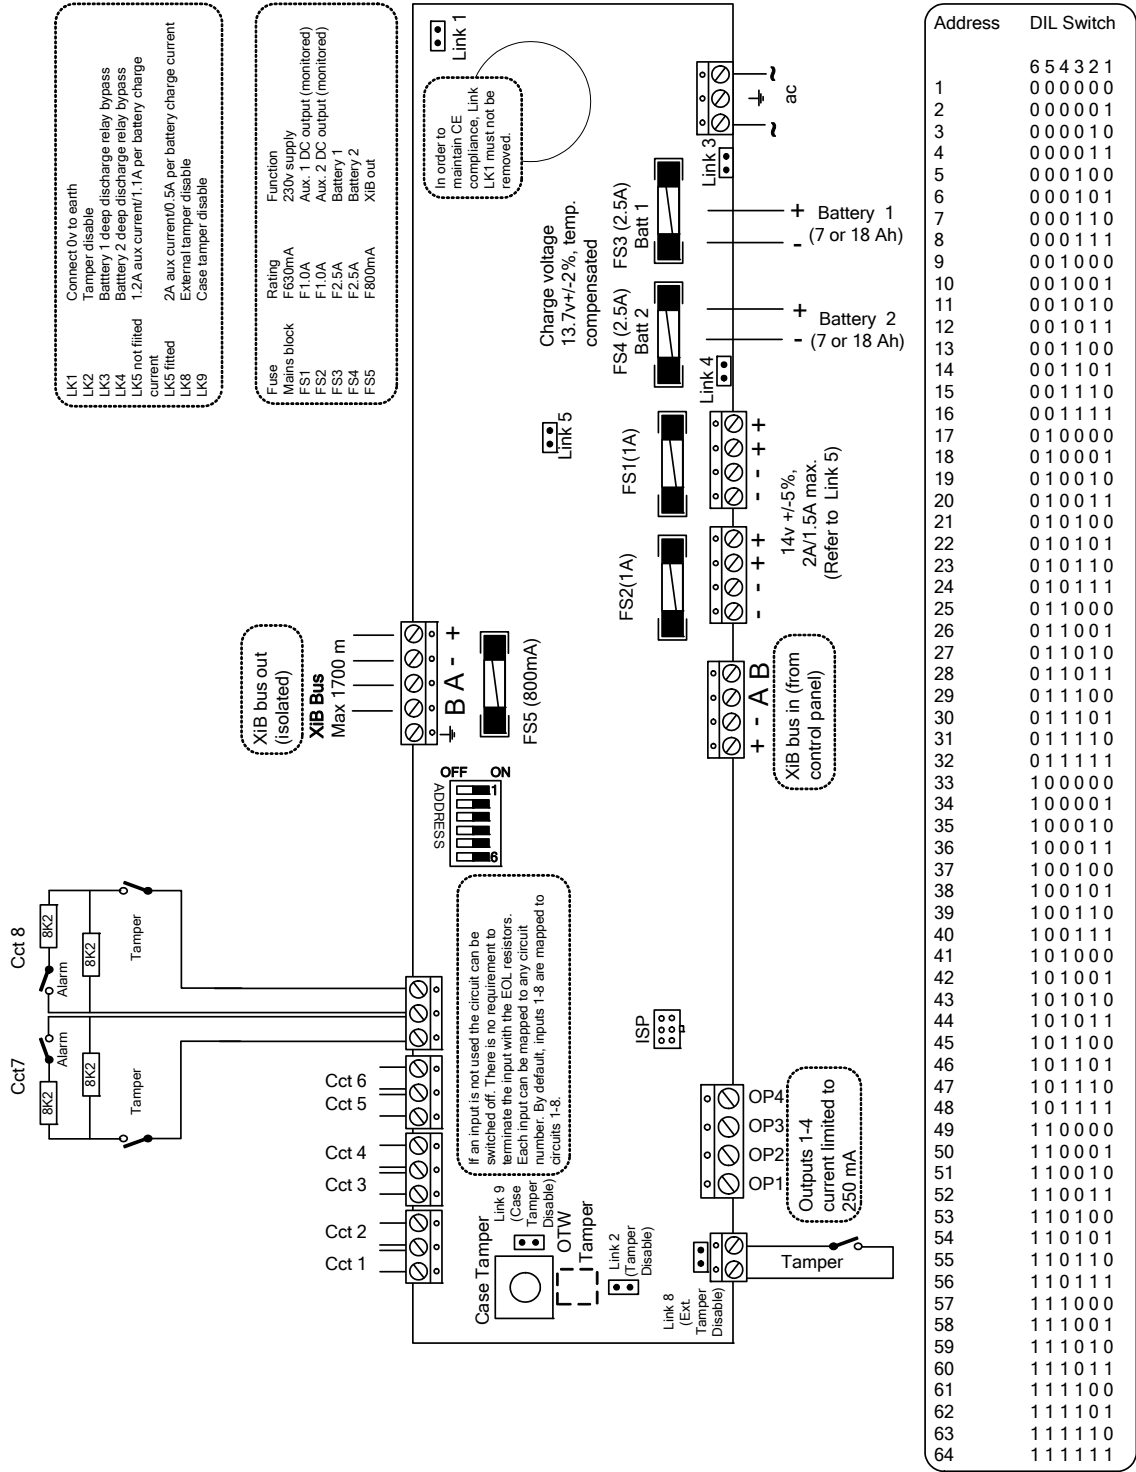 LK1 Connect 0v to earth
LK2 Tamper disable
LK3 Battery 1 deep discharge relay bypass
LK4 Battery 2 deep discharge relay bypass
LK5 not fitted 1.2A aux current/1.1A per battery charge
current
LK5 fitted 2A aux current/0.5A per battery charge current
LK8 External tamper disable
LK9 Case tamper disable
Fuse Rating Function
Mains block F630mA 230v supply
FS1 F1.0A Aux. 1 DC output (monitored)
FS2 F1.0A Aux. 2 DC output (monitored)
FS3 F2.5A Battery 1
FS4 F2.5A Battery 2
FS5 F800mA XiB out
Link 1
In order to
maintain CE
compliance, Link
LK1 must not be
removed.
~
ac
~
Link 3
FS3 (2.5A)
Batt 1
+ Battery 1
- (7 or 18 Ah)
Charge voltage
13.7v+/-2%, temp.
compensated
FS4 (2.5A)
Batt 2
+ Battery 2
- (7 or 18 Ah)
Link 4
Link 5
FS1(1A)
+ + - -
FS2(1A)
+ + - -
14v +/-5%,
2A/1.5A max.
(Refer to Link 5)
XiB bus out
(isolated)
XiB Bus
Max 1700 m
B A - +
FS5 (800mA)
+ - A B
XiB bus in (from
control panel)
OFF ON
ADDRESS
1
6
Cct 8
8K2
8K2
Alarm
Tamper
Cct7
8K2
8K2
Alarm
Tamper
Cct 6
Cct 5
Cct 4
Cct 3
Cct 2
Cct 1
If an input is not used the circuit can be
switched off. There is no requirement to
terminate the input with the EOL resistors.
Each input can be mapped to any circuit
number. By default, inputs 1-8 are mapped to
circuits 1-8.
ISP
OP4
OP3
OP2
OP1
Outputs 1-4
current limited to
250 mA
Case Tamper
Link 9
(Case
Tamper
Disable)
OTW
Tamper
Link 2
(Tamper
Disable)
Link 8
(Ext.
Tamper
Disable)
Tamper
Address DIL Switch
6 5 4 3 2 1
1 0 0 0 0 0 0
2 0 0 0 0 0 1
3 0 0 0 0 1 0
4 0 0 0 0 1 1
5 0 0 0 1 0 0
6 0 0 0 1 0 1
7 0 0 0 1 1 0
8 0 0 0 1 1 1
9 0 0 1 0 0 0
10 0 0 1 0 0 1
11 0 0 1 0 1 0
12 0 0 1 0 1 1
13 0 0 1 1 0 0
14 0 0 1 1 0 1
15 0 0 1 1 1 0
16 0 0 1 1 1 1
17 0 1 0 0 0 0
18 0 1 0 0 0 1
19 0 1 0 0 1 0
20 0 1 0 0 1 1
21 0 1 0 1 0 0
22 0 1 0 1 0 1
23 0 1 0 1 1 0
24 0 1 0 1 1 1
25 0 1 1 0 0 0
26 0 1 1 0 0 1
27 0 1 1 0 1 0
28 0 1 1 0 1 1
29 0 1 1 1 0 0
30 0 1 1 1 0 1
31 0 1 1 1 1 0
32 0 1 1 1 1 1
33 1 0 0 0 0 0
34 1 0 0 0 0 1
35 1 0 0 0 1 0
36 1 0 0 0 1 1
37 1 0 0 1 0 0
38 1 0 0 1 0 1
39 1 0 0 1 1 0
40 1 0 0 1 1 1
41 1 0 1 0 0 0
42 1 0 1 0 0 1
43 1 0 1 0 1 0
44 1 0 1 0 1 1
45 1 0 1 1 0 0
46 1 0 1 1 0 1
47 1 0 1 1 1 0
48 1 0 1 1 1 1
49 1 1 0 0 0 0
50 1 1 0 0 0 1
51 1 1 0 0 1 0
52 1 1 0 0 1 1
53 1 1 0 1 0 0
54 1 1 0 1 0 1
55 1 1 0 1 1 0
56 1 1 0 1 1 1
57 1 1 1 0 0 0
58 1 1 1 0 0 1
59 1 1 1 0 1 0
60 1 1 1 0 1 1
61 1 1 1 1 0 0
62 1 1 1 1 0 1
63 1 1 1 1 1 0
64 1 1 1 1 1 1